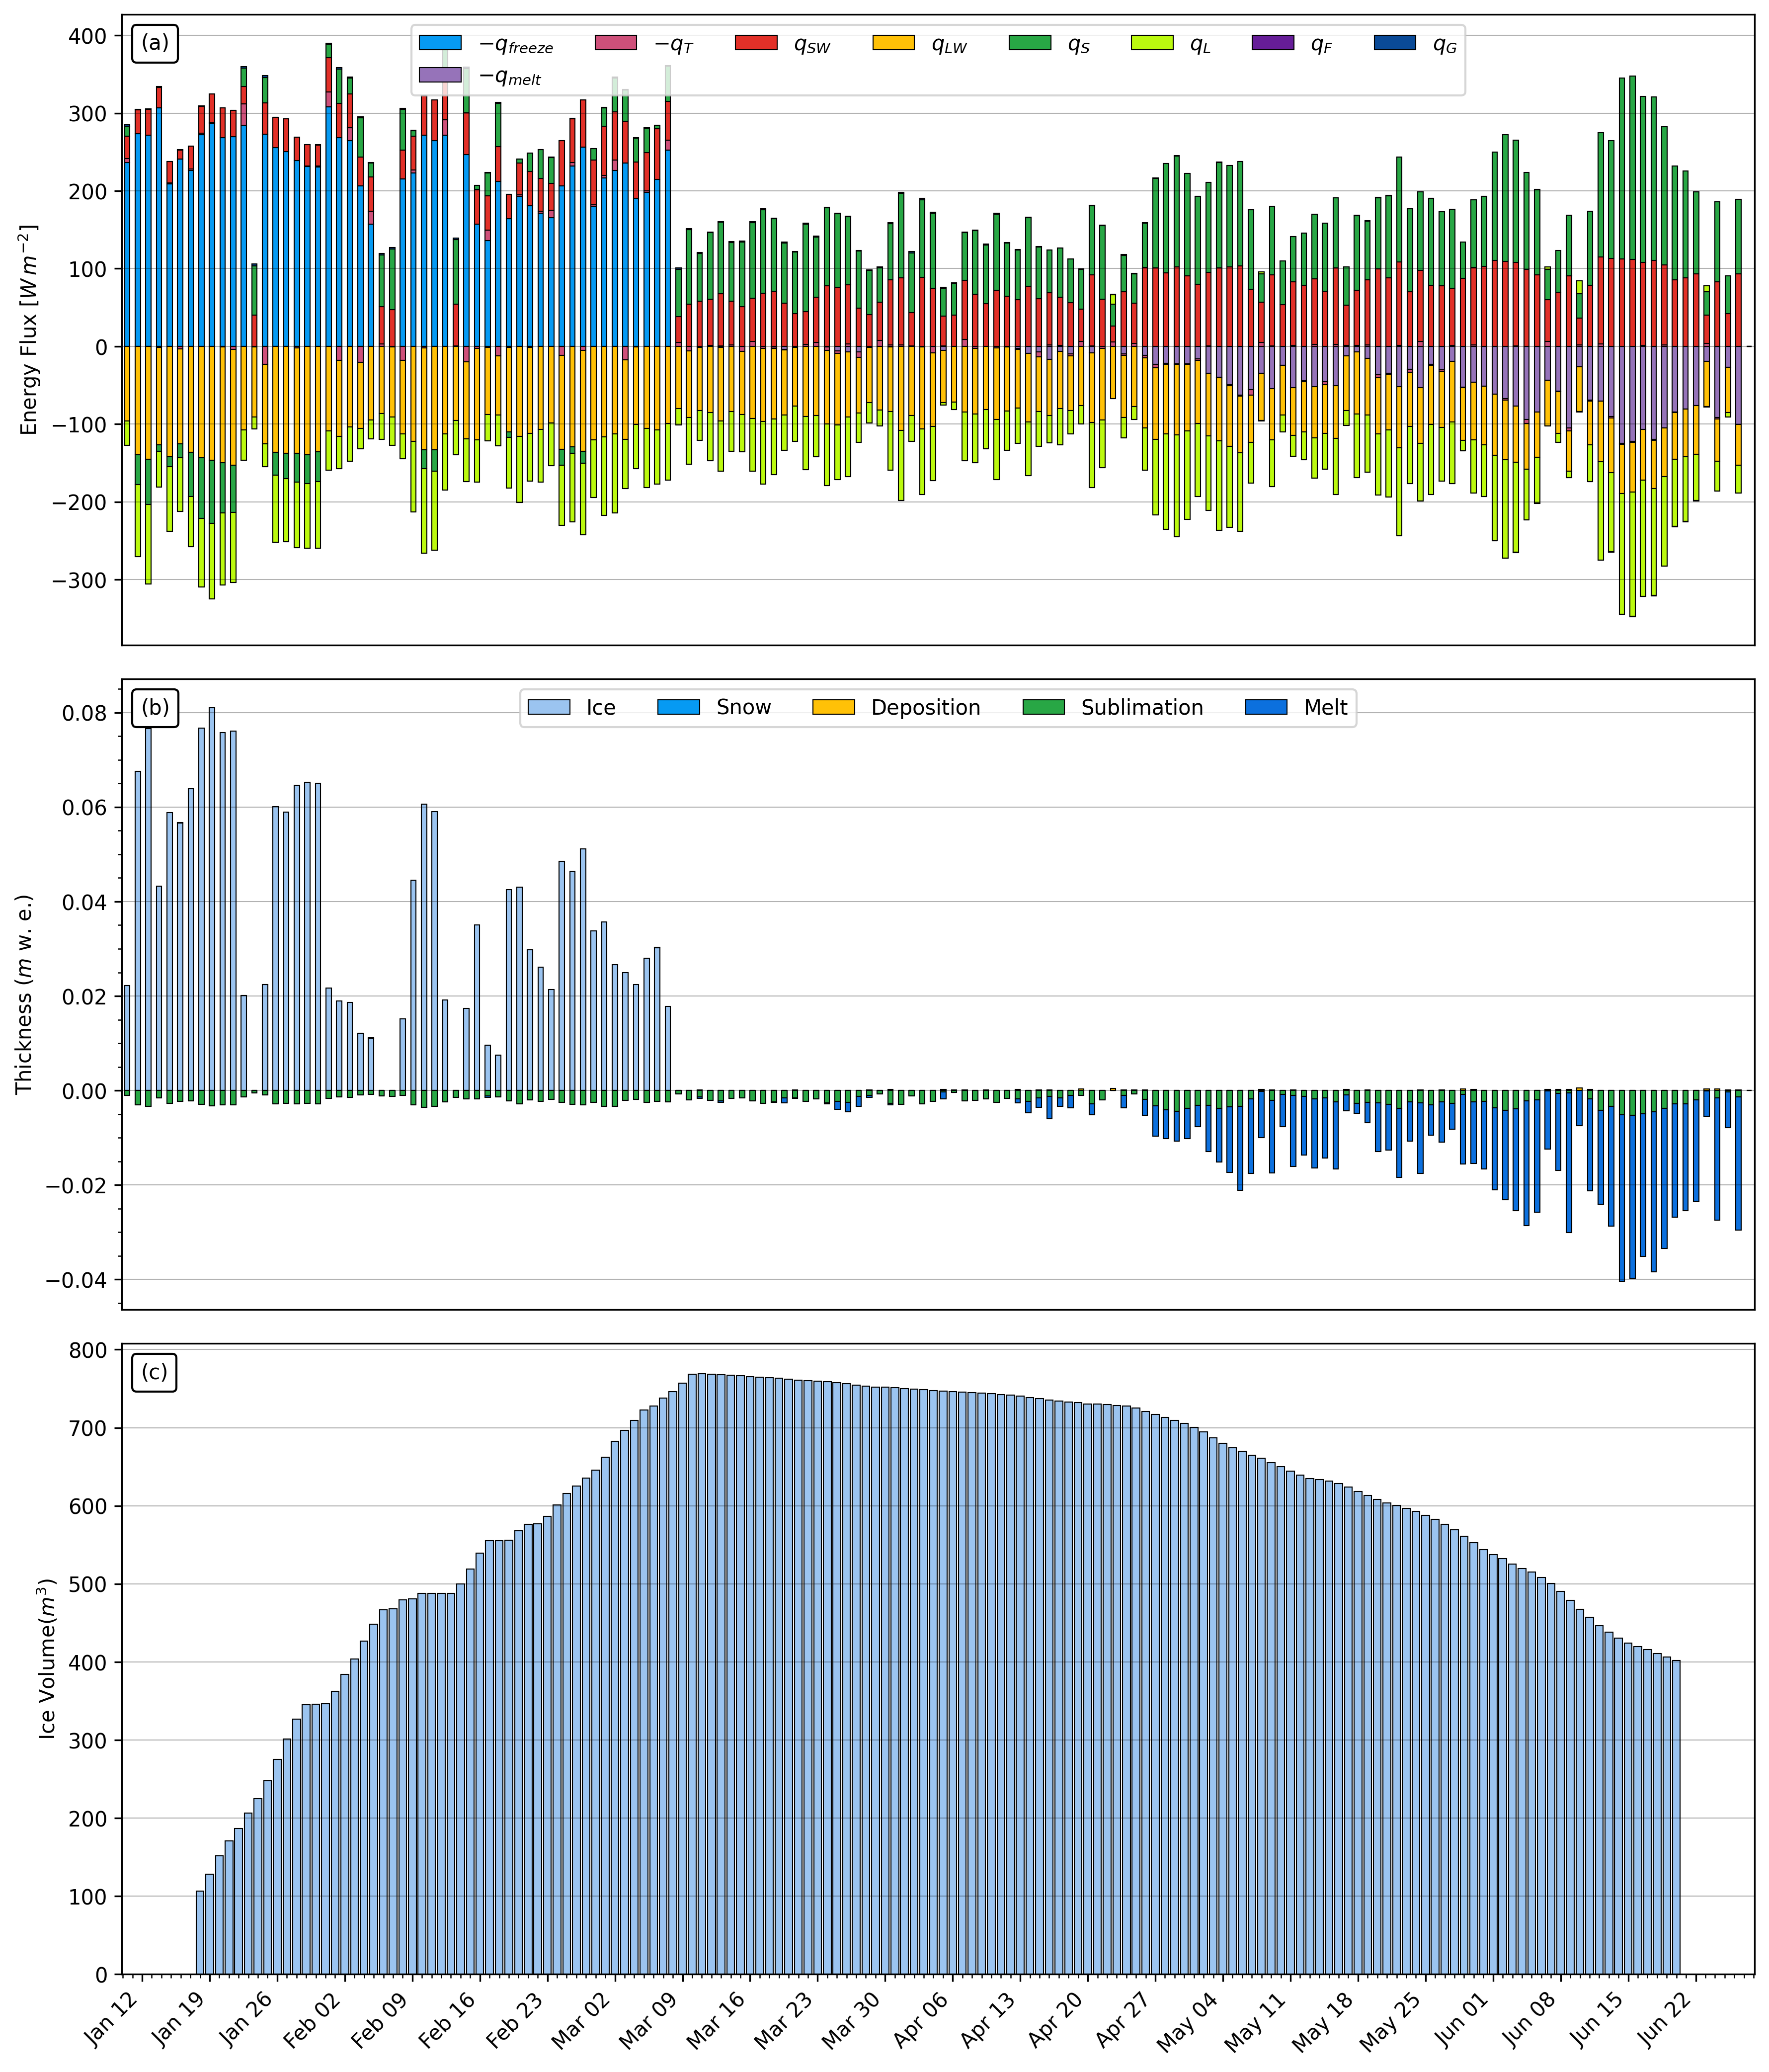 (a)
−q_freeze −q_T q_SW q_LW q_S q_L q_F q_G
−q_melt
Energy Flux [W m⁻²]
400
300
200
100
0
−100
−200
−300
(b)
Ice Snow Deposition Sublimation Melt
Thickness (m w. e.)
0.08
0.06
0.04
0.02
0.00
−0.02
−0.04
(c)
Ice Volume(m³)
800
700
600
500
400
300
200
100
0
Jan 12 Jan 19 Jan 26 Feb 02 Feb 09 Feb 16 Feb 23 Mar 02 Mar 09 Mar 16 Mar 23 Mar 30 Apr 06 Apr 13 Apr 20 Apr 27 May 04 May 11 May 18 May 25 Jun 01 Jun 08 Jun 15 Jun 22